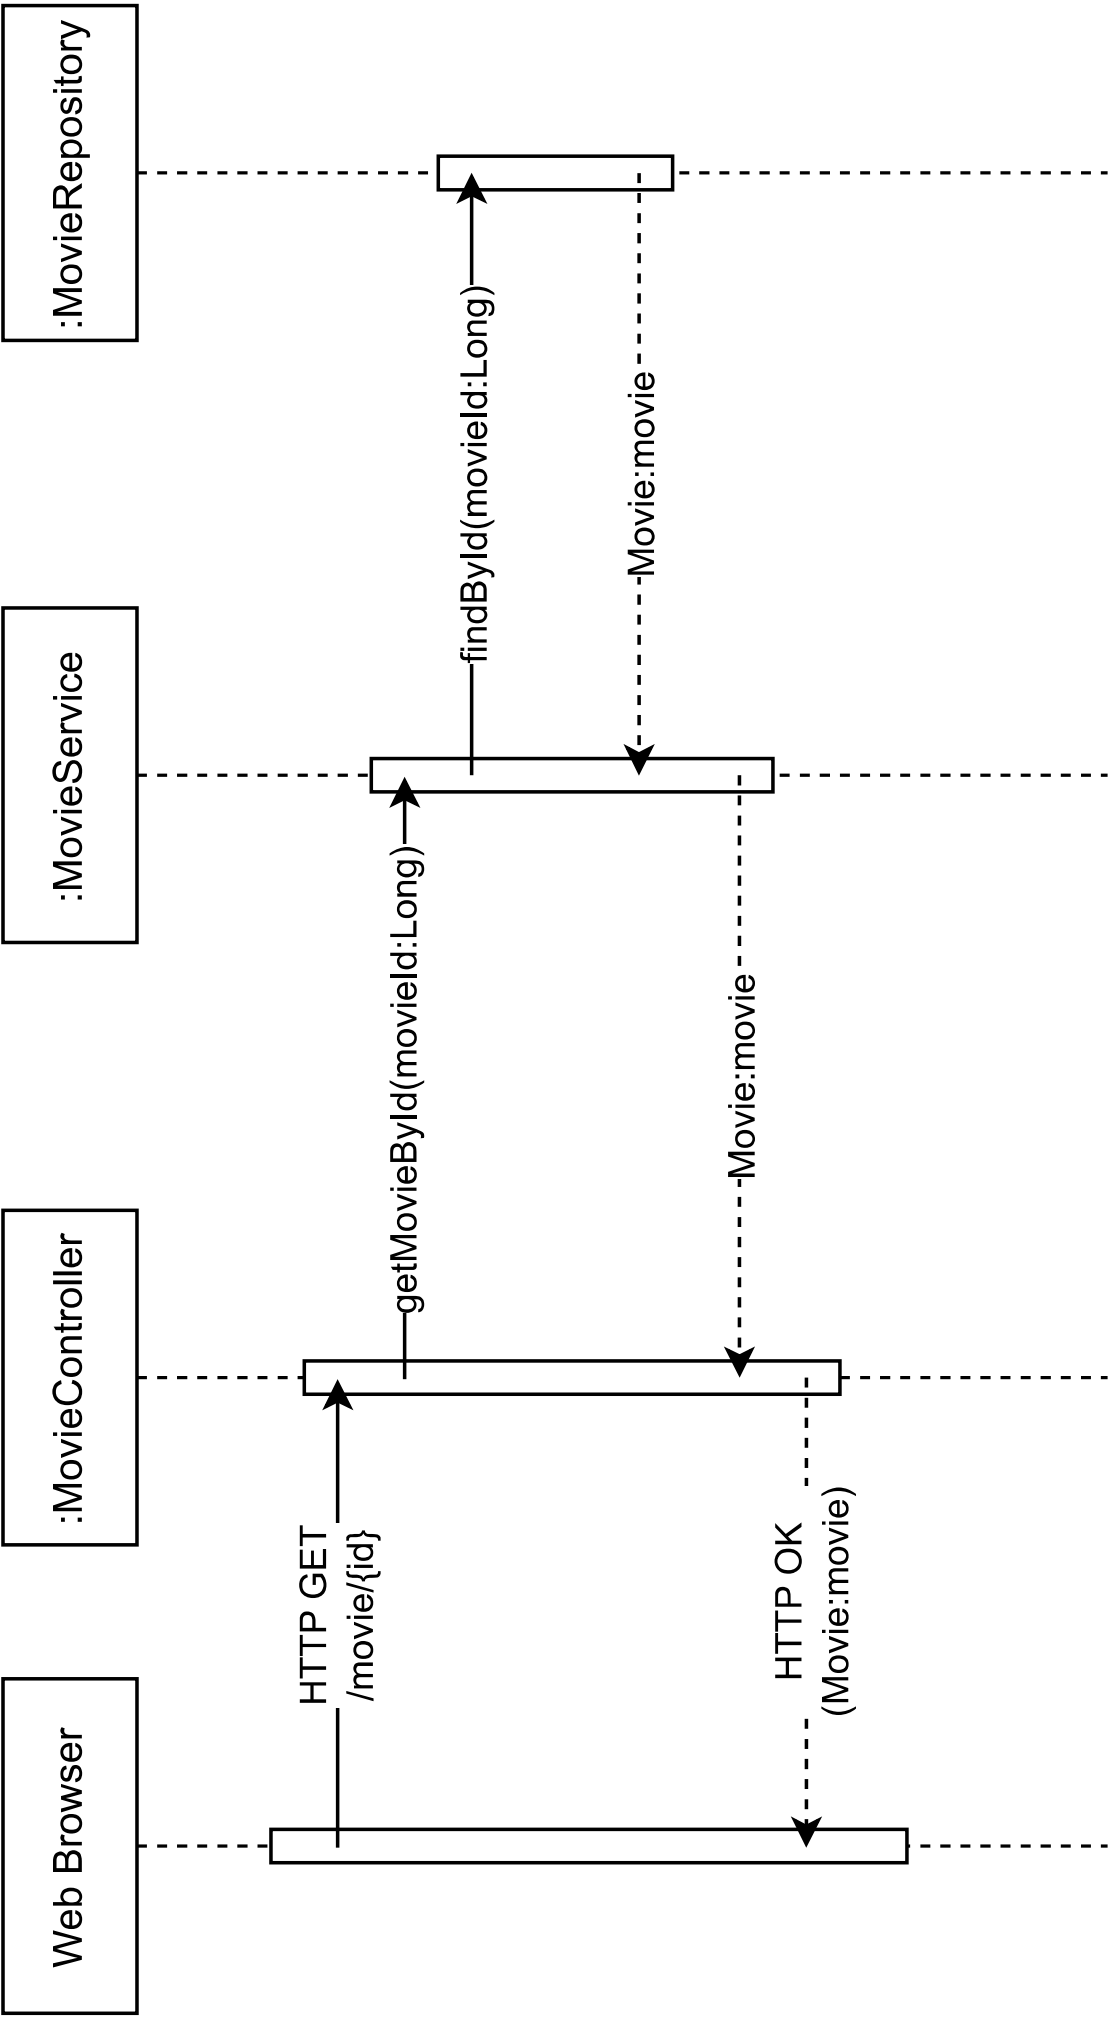 Web Browser
:MovieController
:MovieService
:MovieRepository
HTTP GET
/movie/{id}
getMovieById(movieId:Long)
findById(movieId:Long)
Movie:movie
Movie:movie
HTTP OK
(Movie:movie)